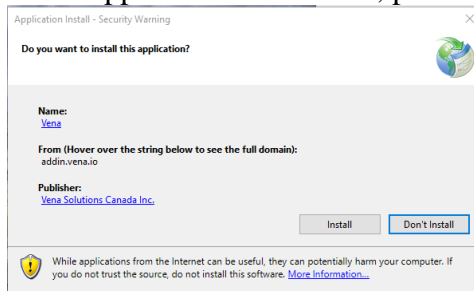 Application Install - Security Warning
Do you want to install this application?
Name:
Vena
From (Hover over the string below to see the full domain):
addin.vena.io
Publisher:
Vena Solutions Canada Inc.
Install
Don't Install
While applications from the Internet can be useful, they can potentially harm your computer. If
you do not trust the source, do not install this software. More Information...